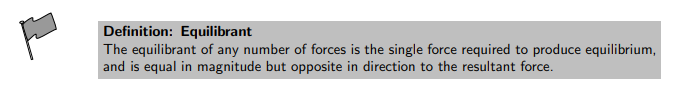 Definition: Equilibrant
The equilibrant of any number of forces is the single force required to produce equilibrium,
and is equal in magnitude but opposite in direction to the resultant force.